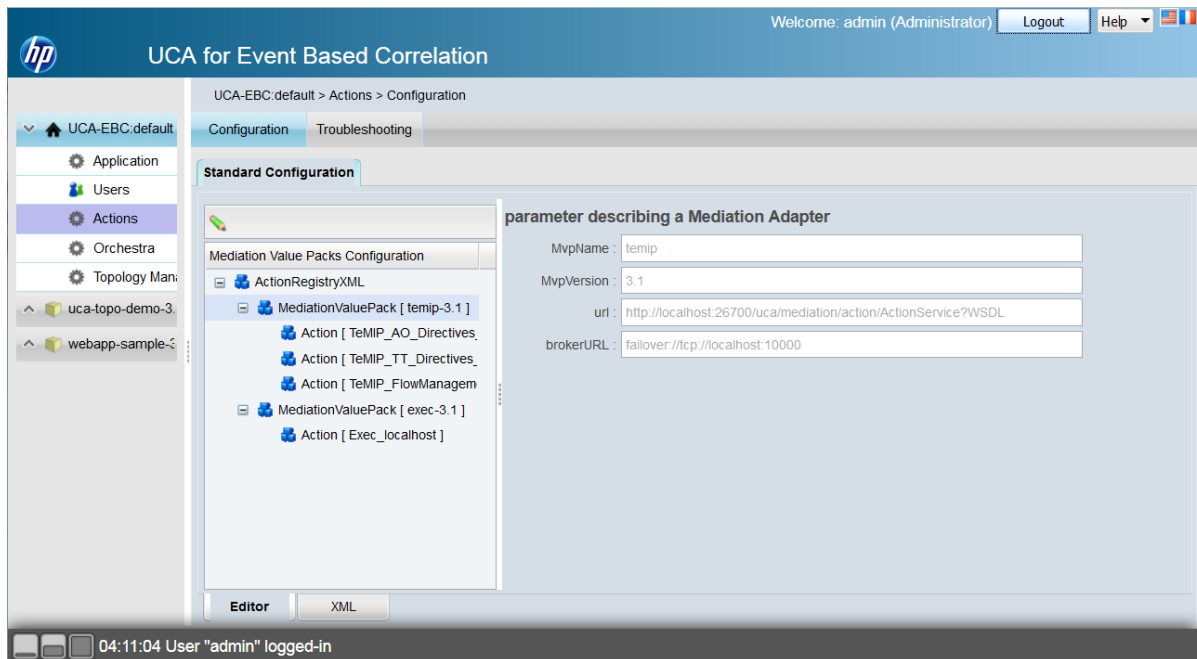 Welcome: admin (Administrator) Logout Help
hp UCA for Event Based Correlation
UCA-EBC:default > Actions > Configuration
UCA-EBC:default
Application
Users
Actions
Orchestra
Topology Man
uca-topo-demo-3.
webapp-sample-3
Configuration Troubleshooting
Standard Configuration
Mediation Value Packs Configuration
ActionRegistryXML
MediationValuePack [ temip-3.1 ]
Action [ TeMIP_AO_Directives_
Action [ TeMIP_TT_Directives_
Action [ TeMIP_FlowManagem
MediationValuePack [ exec-3.1 ]
Action [ Exec_localhost ]
parameter describing a Mediation Adapter
MvpName : temip
MvpVersion : 3.1
url : http://localhost:26700/uca/mediation/action/ActionService?WSDL
brokerURL : failover://tcp://localhost:10000
Editor XML
04:11:04 User "admin" logged-in